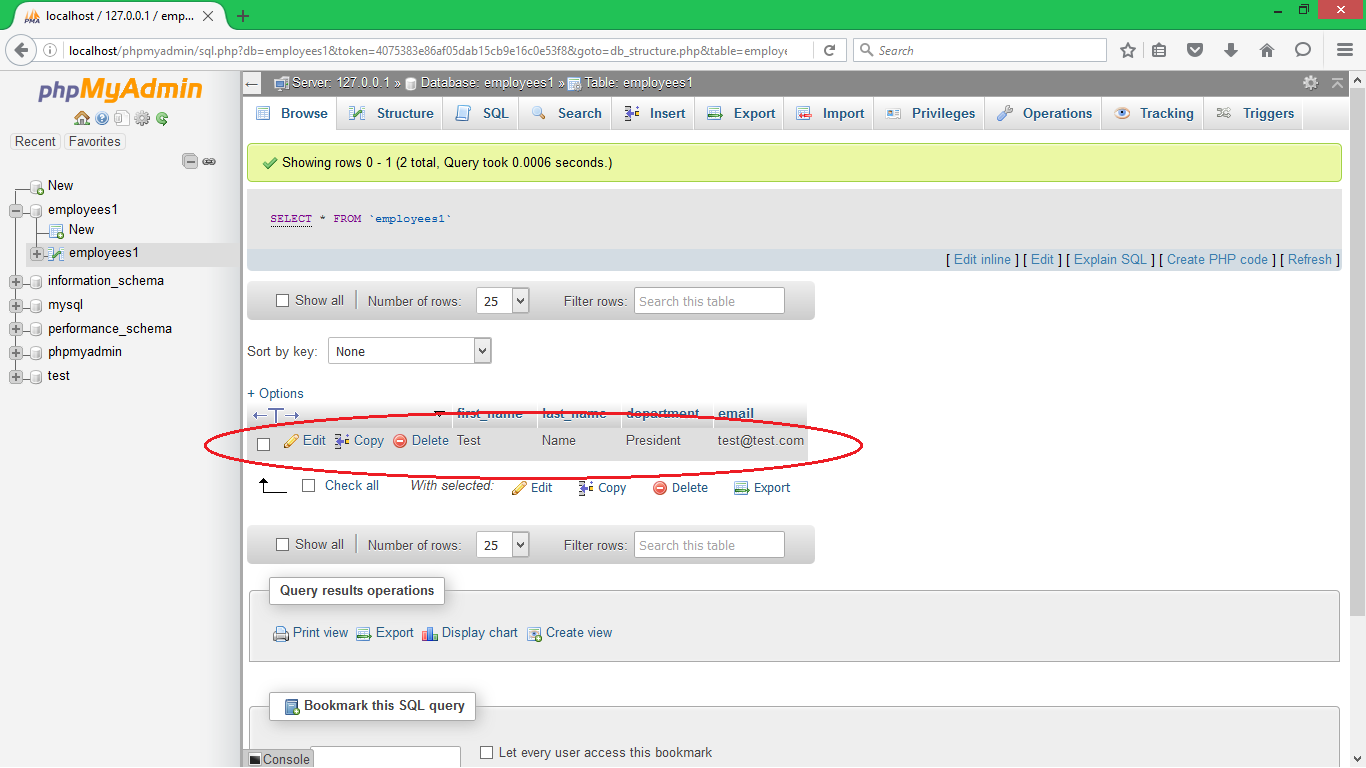 localhost / 127.0.0.1 / emp...
localhost/phpmyadmin/sql.php?db=employees1&token=4075383e86af05dab15cb9e16c0e53f8&goto=db_structure.php&table=employe
Search
phpMyAdmin
Recent Favorites
New
employees1
New
employees1
information_schema
mysql
performance_schema
phpmyadmin
test
Server: 127.0.0.1 » Database: employees1 » Table: employees1
Browse Structure SQL Search Insert Export Import Privileges Operations Tracking Triggers
Showing rows 0 - 1 (2 total, Query took 0.0006 seconds.)
SELECT * FROM `employees1`
[ Edit inline ] [ Edit ] [ Explain SQL ] [ Create PHP code ] [ Refresh ]
Show all Number of rows: 25 Filter rows: Search this table
Sort by key: None
+ Options
←T→ first_name last_name department email
Edit Copy Delete Test Name President test@test.com
Check all With selected: Edit Copy Delete Export
Show all Number of rows: 25 Filter rows: Search this table
Query results operations
Print view Export Display chart Create view
Bookmark this SQL query
Let every user access this bookmark
Console